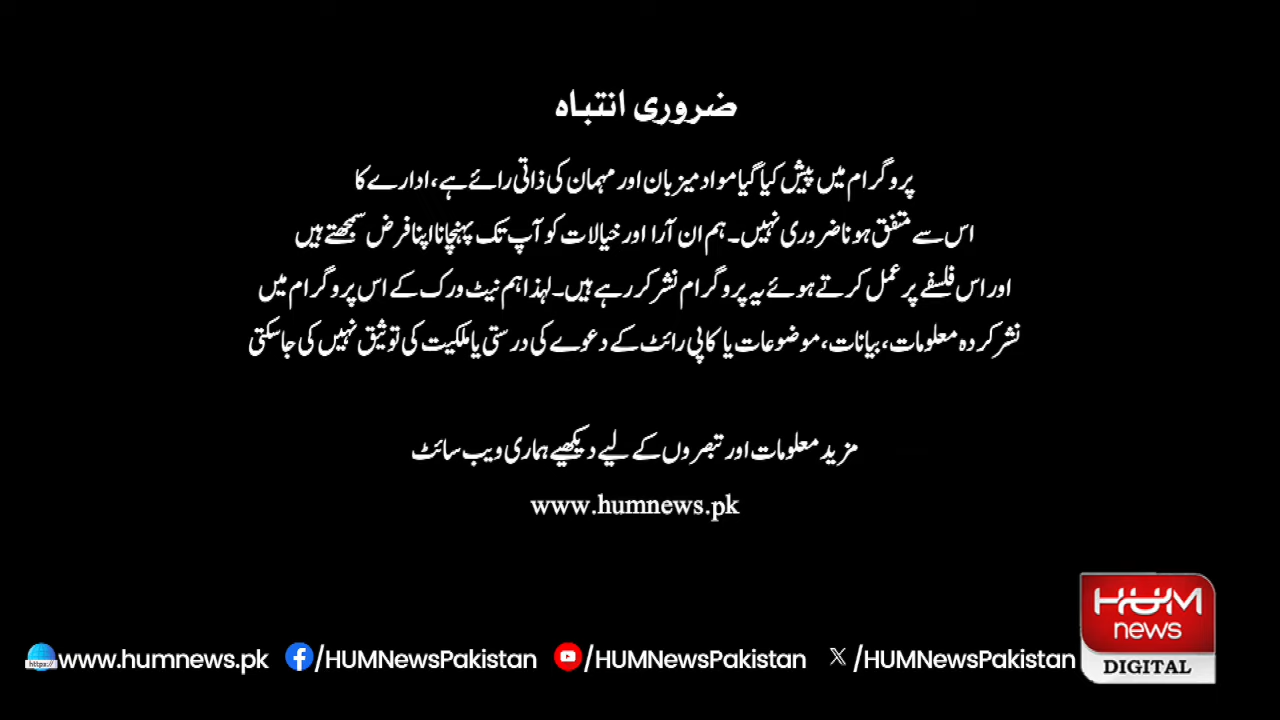 ضروری انتباہ
پروگرام میں پیش کیا گیا مواد میزبان اور مہمان کی ذاتی رائے ہے، ادارے کا
اس سے متفق ہونا ضروری نہیں۔ ہم ان آرا اور خیالات کو آپ تک پہنچانا اپنا فرض سمجھتے ہیں
اور اس فلسفے پر عمل کرتے ہوئے یہ پروگرام نشر کر رہے ہیں۔ لہذا ہم نیٹ ورک کے اس پروگرام میں
نشر کردہ معلومات، بیانات، موضوعات یا کاپی رائٹ کے دعوے کی درستی یا ملکیت کی توثیق نہیں کی جا سکتی
مزید معلومات اور تبصروں کے لیے دیکھیے ہماری ویب سائٹ
www.humnews.pk
HUM
news
DIGITAL
https:// www.humnews.pk /HUMNewsPakistan /HUMNewsPakistan X /HUMNewsPakistan